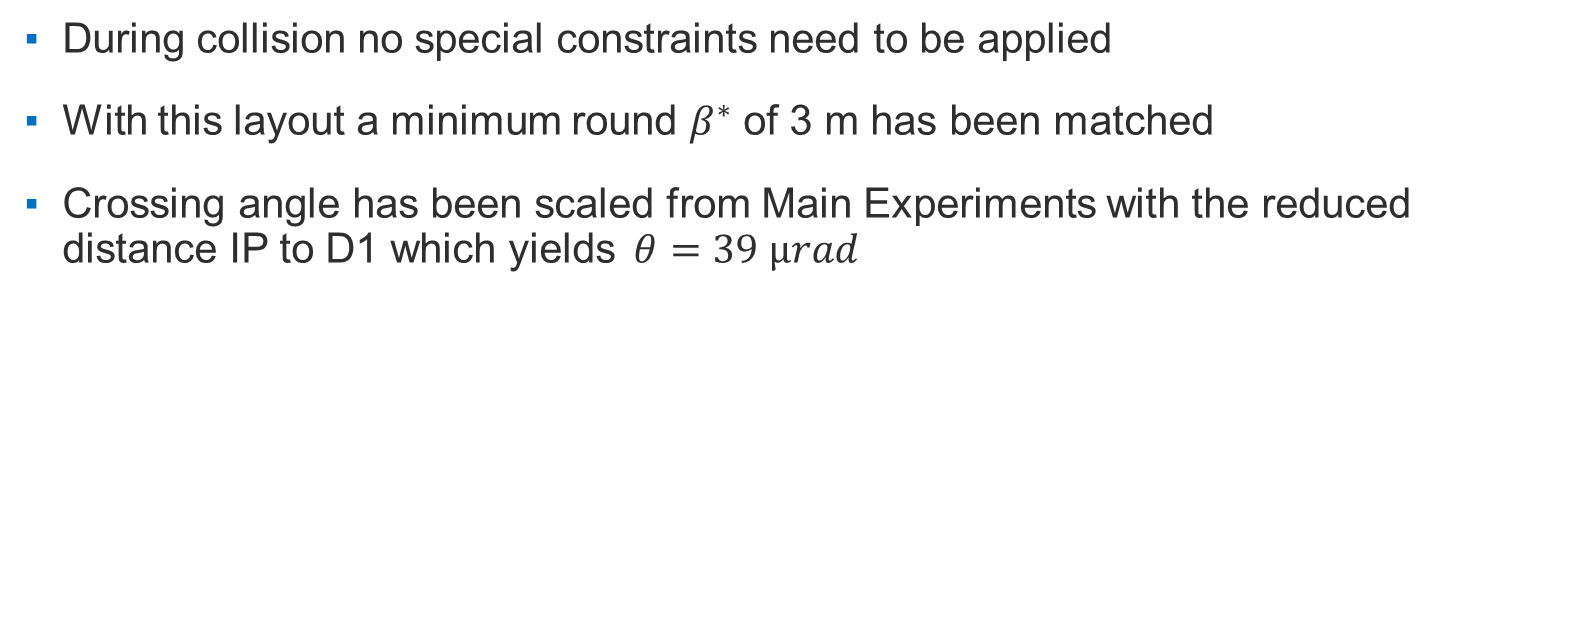 ▪ During collision no special constraints need to be applied
▪ With this layout a minimum round β* of 3 m has been matched
▪ Crossing angle has been scaled from Main Experiments with the reduced
distance IP to D1 which yields θ = 39 μrad